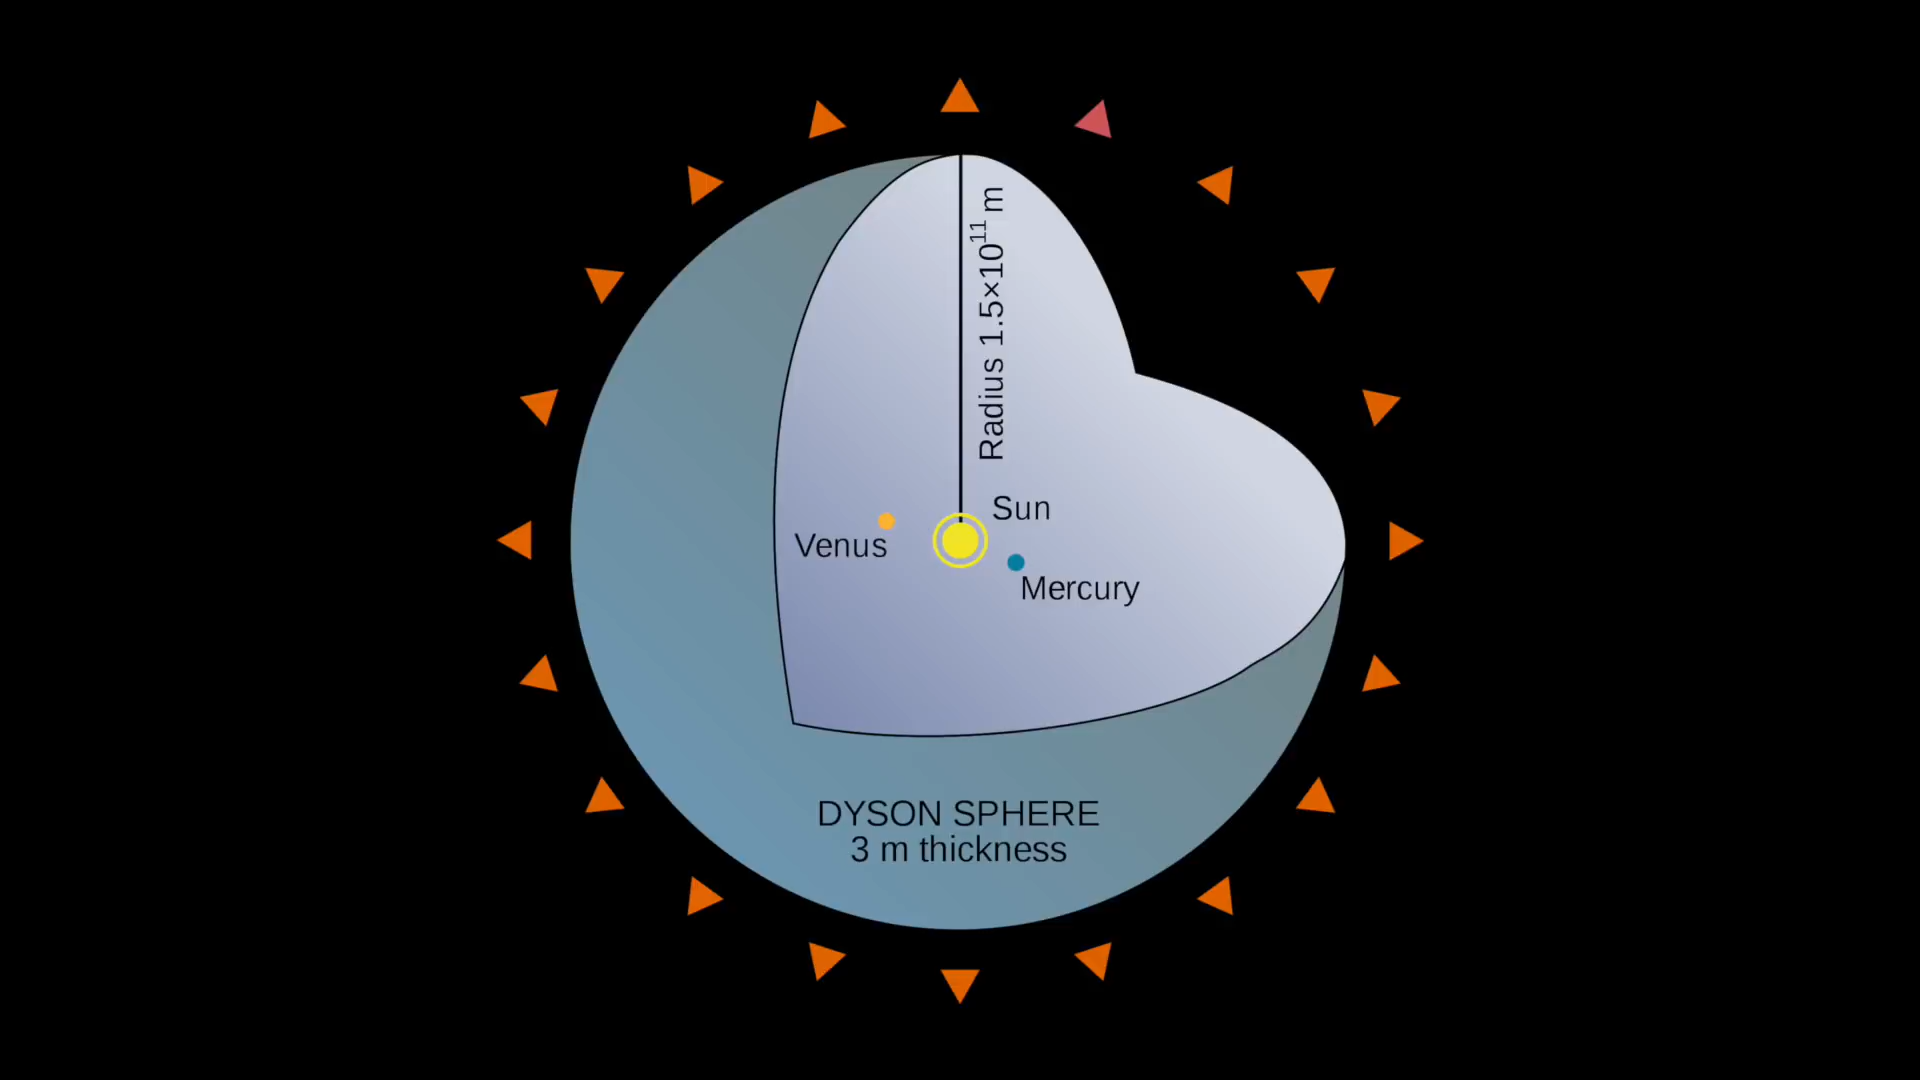 Radius 1.5×10¹¹ m
Sun
Venus
Mercury
DYSON SPHERE
3 m thickness